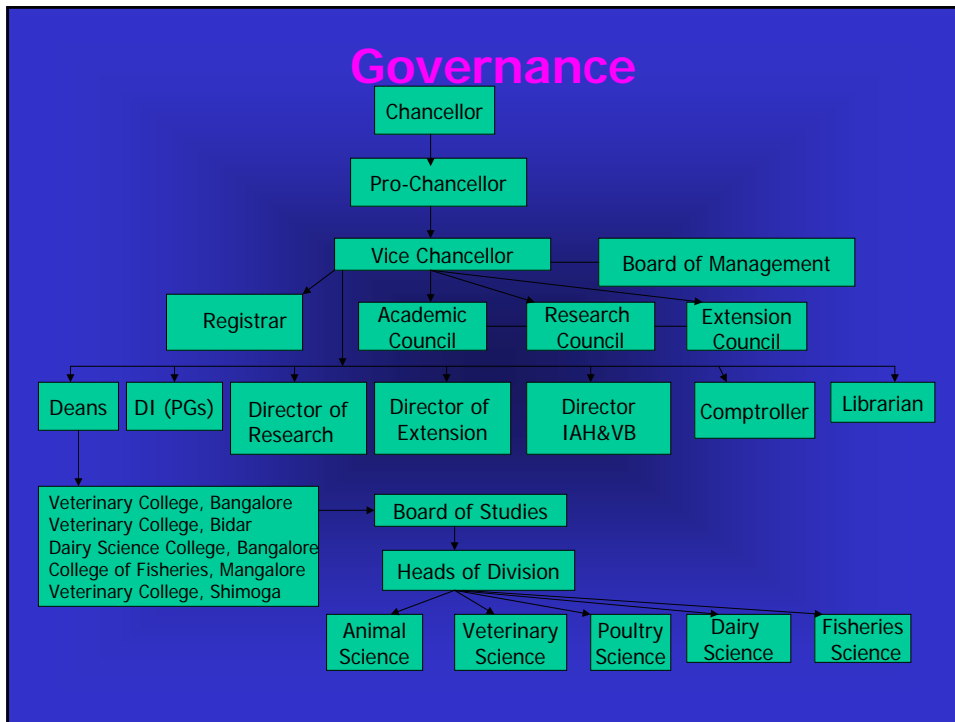 Governance
Chancellor
Pro-Chancellor
Vice Chancellor
Board of Management
Registrar
Academic
Council
Research
Council
Extension
Council
Deans
DI (PGs)
Director of
Research
Director of
Extension
Director
IAH&VB
Comptroller
Librarian
Veterinary College, Bangalore
Veterinary College, Bidar
Dairy Science College, Bangalore
College of Fisheries, Mangalore
Veterinary College, Shimoga
Board of Studies
Heads of Division
Animal
Science
Veterinary
Science
Poultry
Science
Dairy
Science
Fisheries
Science